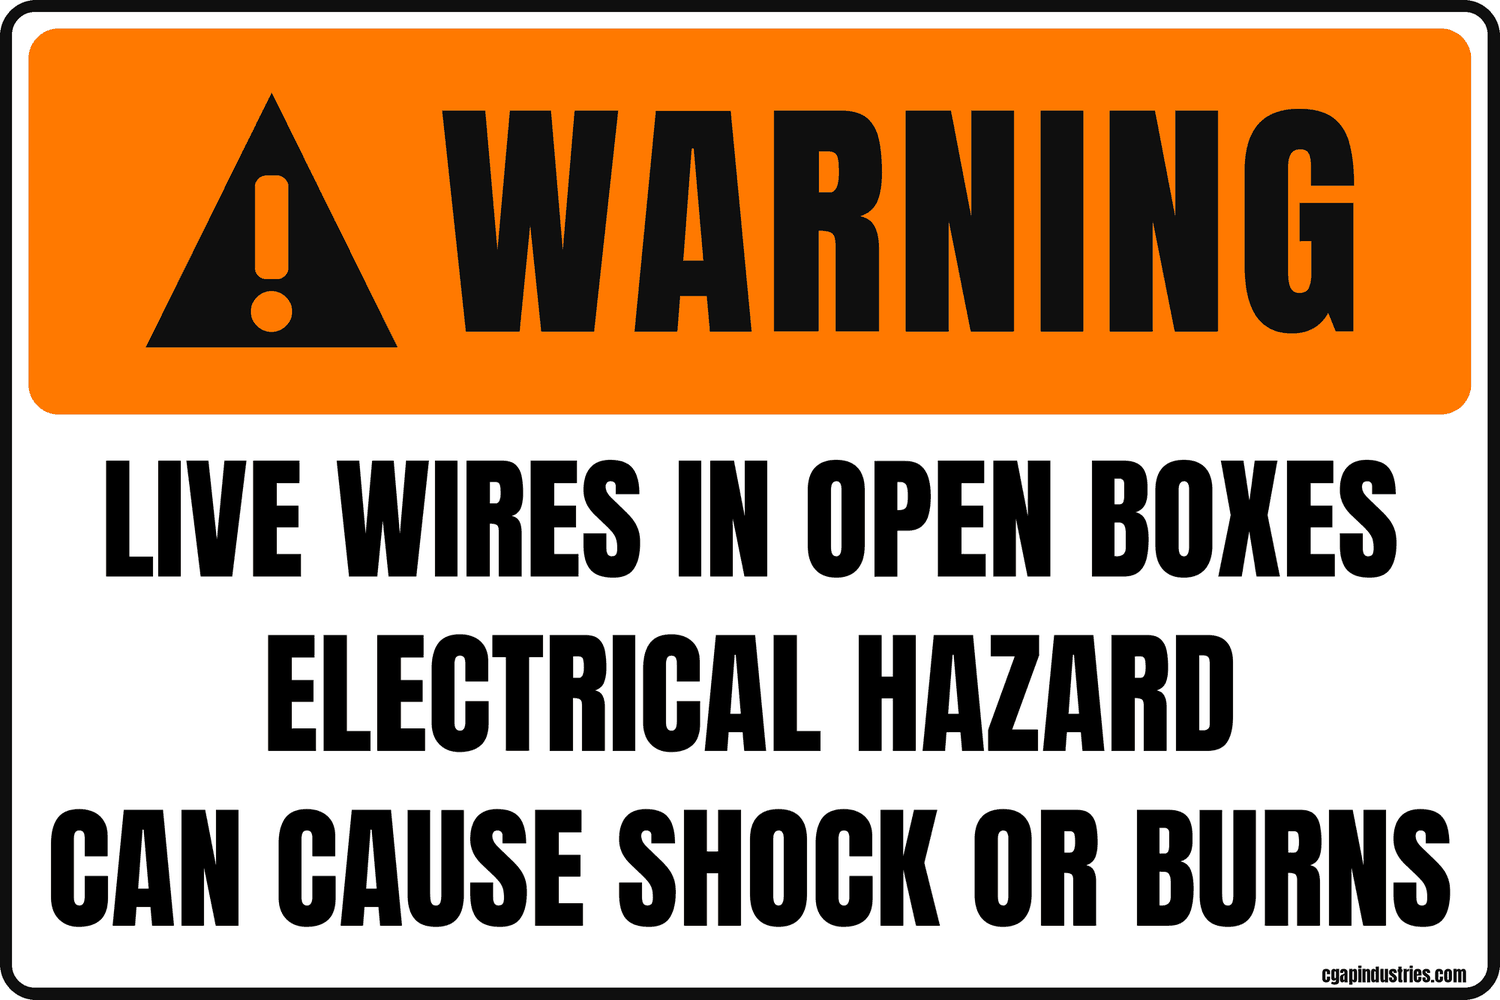 WARNING
LIVE WIRES IN OPEN BOXES
ELECTRICAL HAZARD
CAN CAUSE SHOCK OR BURNS
cgapindustries.com